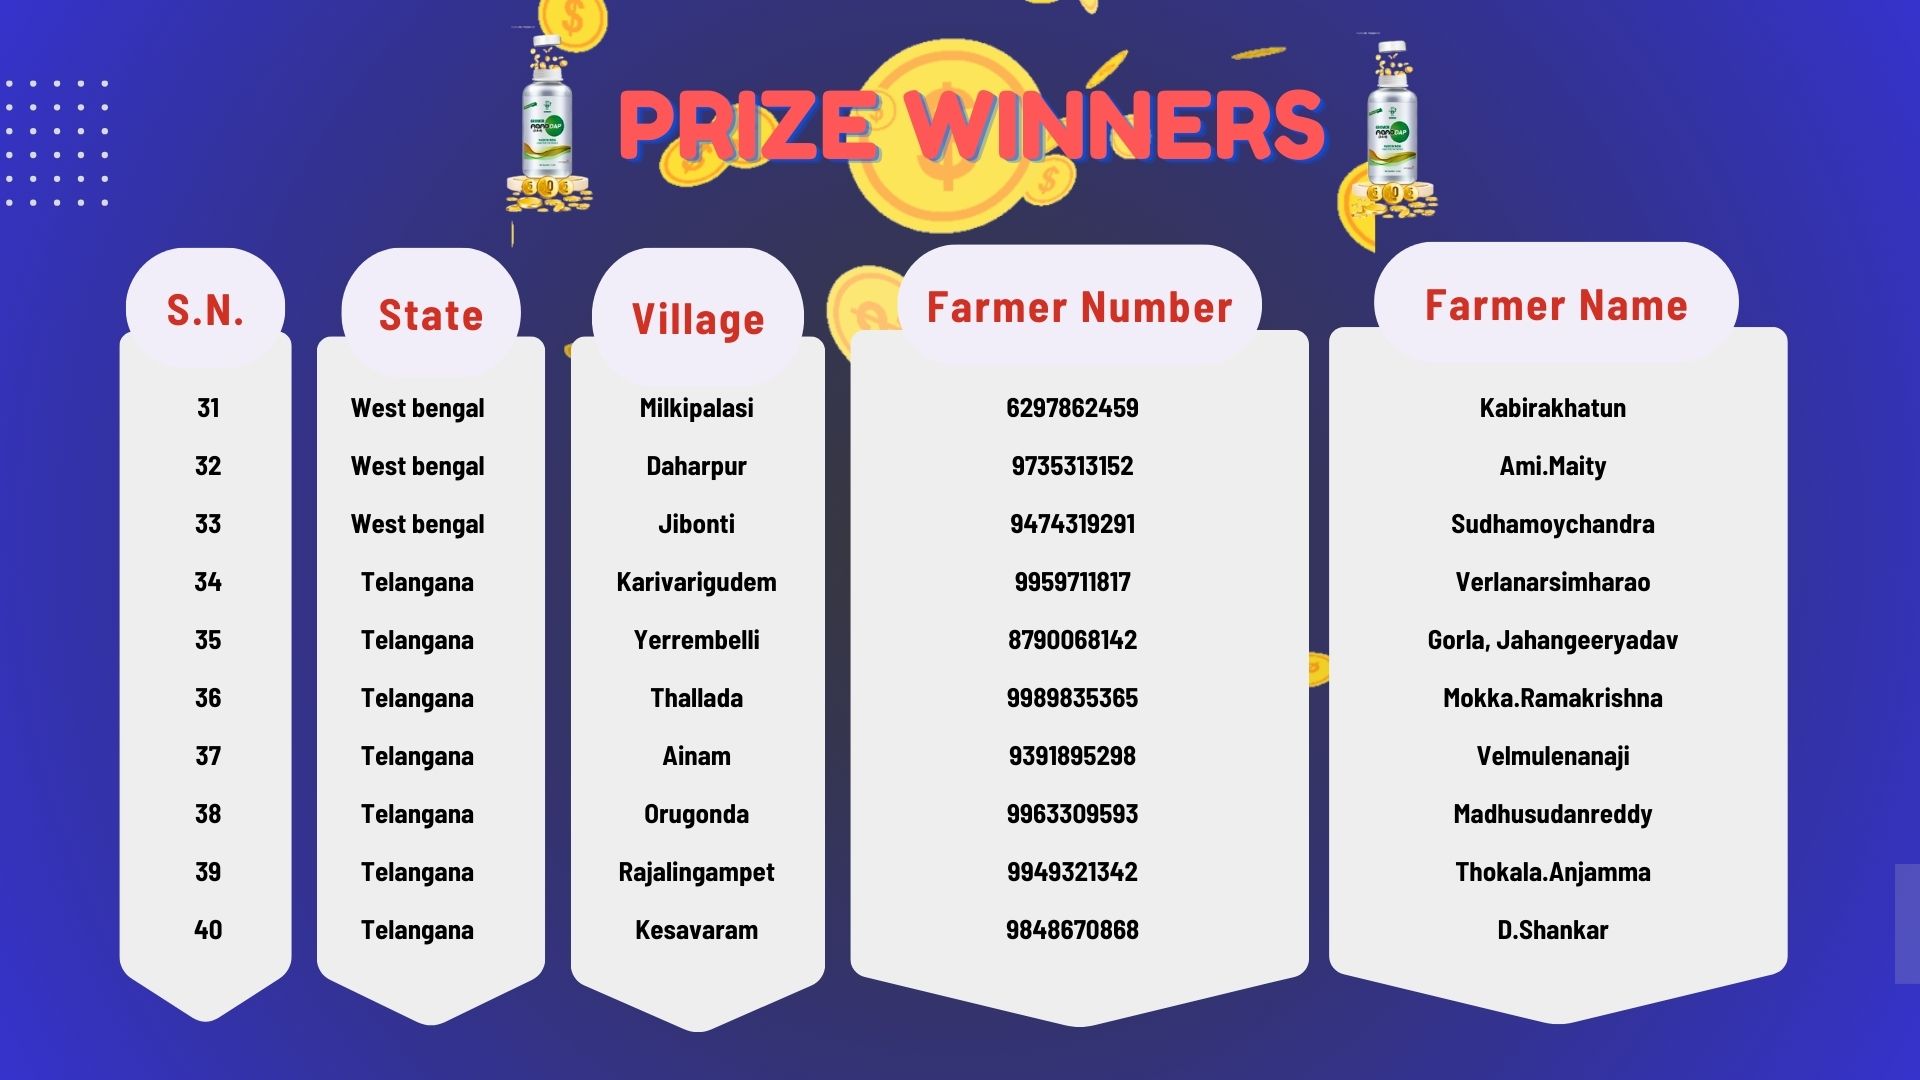 PRIZE WINNERS
S.N. State Village Farmer Number Farmer Name
31 West bengal Milkipalasi 6297862459 Kabirakhatun
32 West bengal Daharpur 9735313152 Ami.Maity
33 West bengal Jibonti 9474319291 Sudhamoychandra
34 Telangana Karivarigudem 9959711817 Verlanarsimharao
35 Telangana Yerrembelli 8790068142 Gorla, Jahangeeryadav
36 Telangana Thallada 9989835365 Mokka.Ramakrishna
37 Telangana Ainam 9391895298 Velmulenanaji
38 Telangana Orugonda 9963309593 Madhusudanreddy
39 Telangana Rajalingampet 9949321342 Thokala.Anjamma
40 Telangana Kesavaram 9848670868 D.Shankar